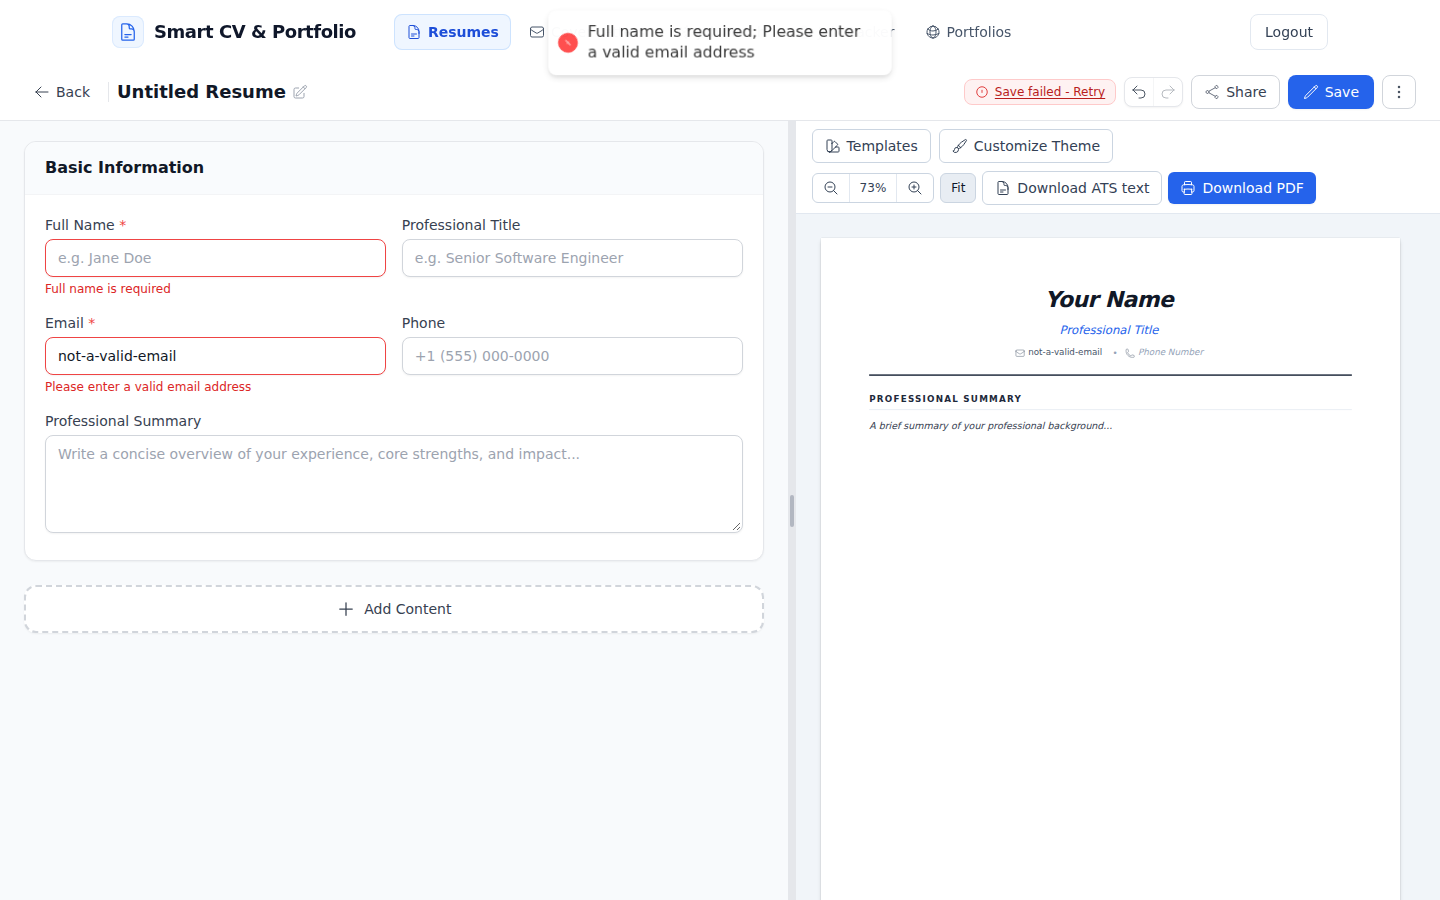 Smart CV & Portfolio
Resumes
Full name is required; Please enter
a valid email address
Portfolios
Logout
Back
Untitled Resume
Save failed - Retry
Share
Save
Basic Information
Full Name *
Professional Title
e.g. Jane Doe
e.g. Senior Software Engineer
Full name is required
Email *
Phone
not-a-valid-email
+1 (555) 000-0000
Please enter a valid email address
Professional Summary
Write a concise overview of your experience, core strengths, and impact...
Add Content
Templates
Customize Theme
73%
Fit
Download ATS text
Download PDF
Your Name
Professional Title
not-a-valid-email • Phone Number
PROFESSIONAL SUMMARY
A brief summary of your professional background...